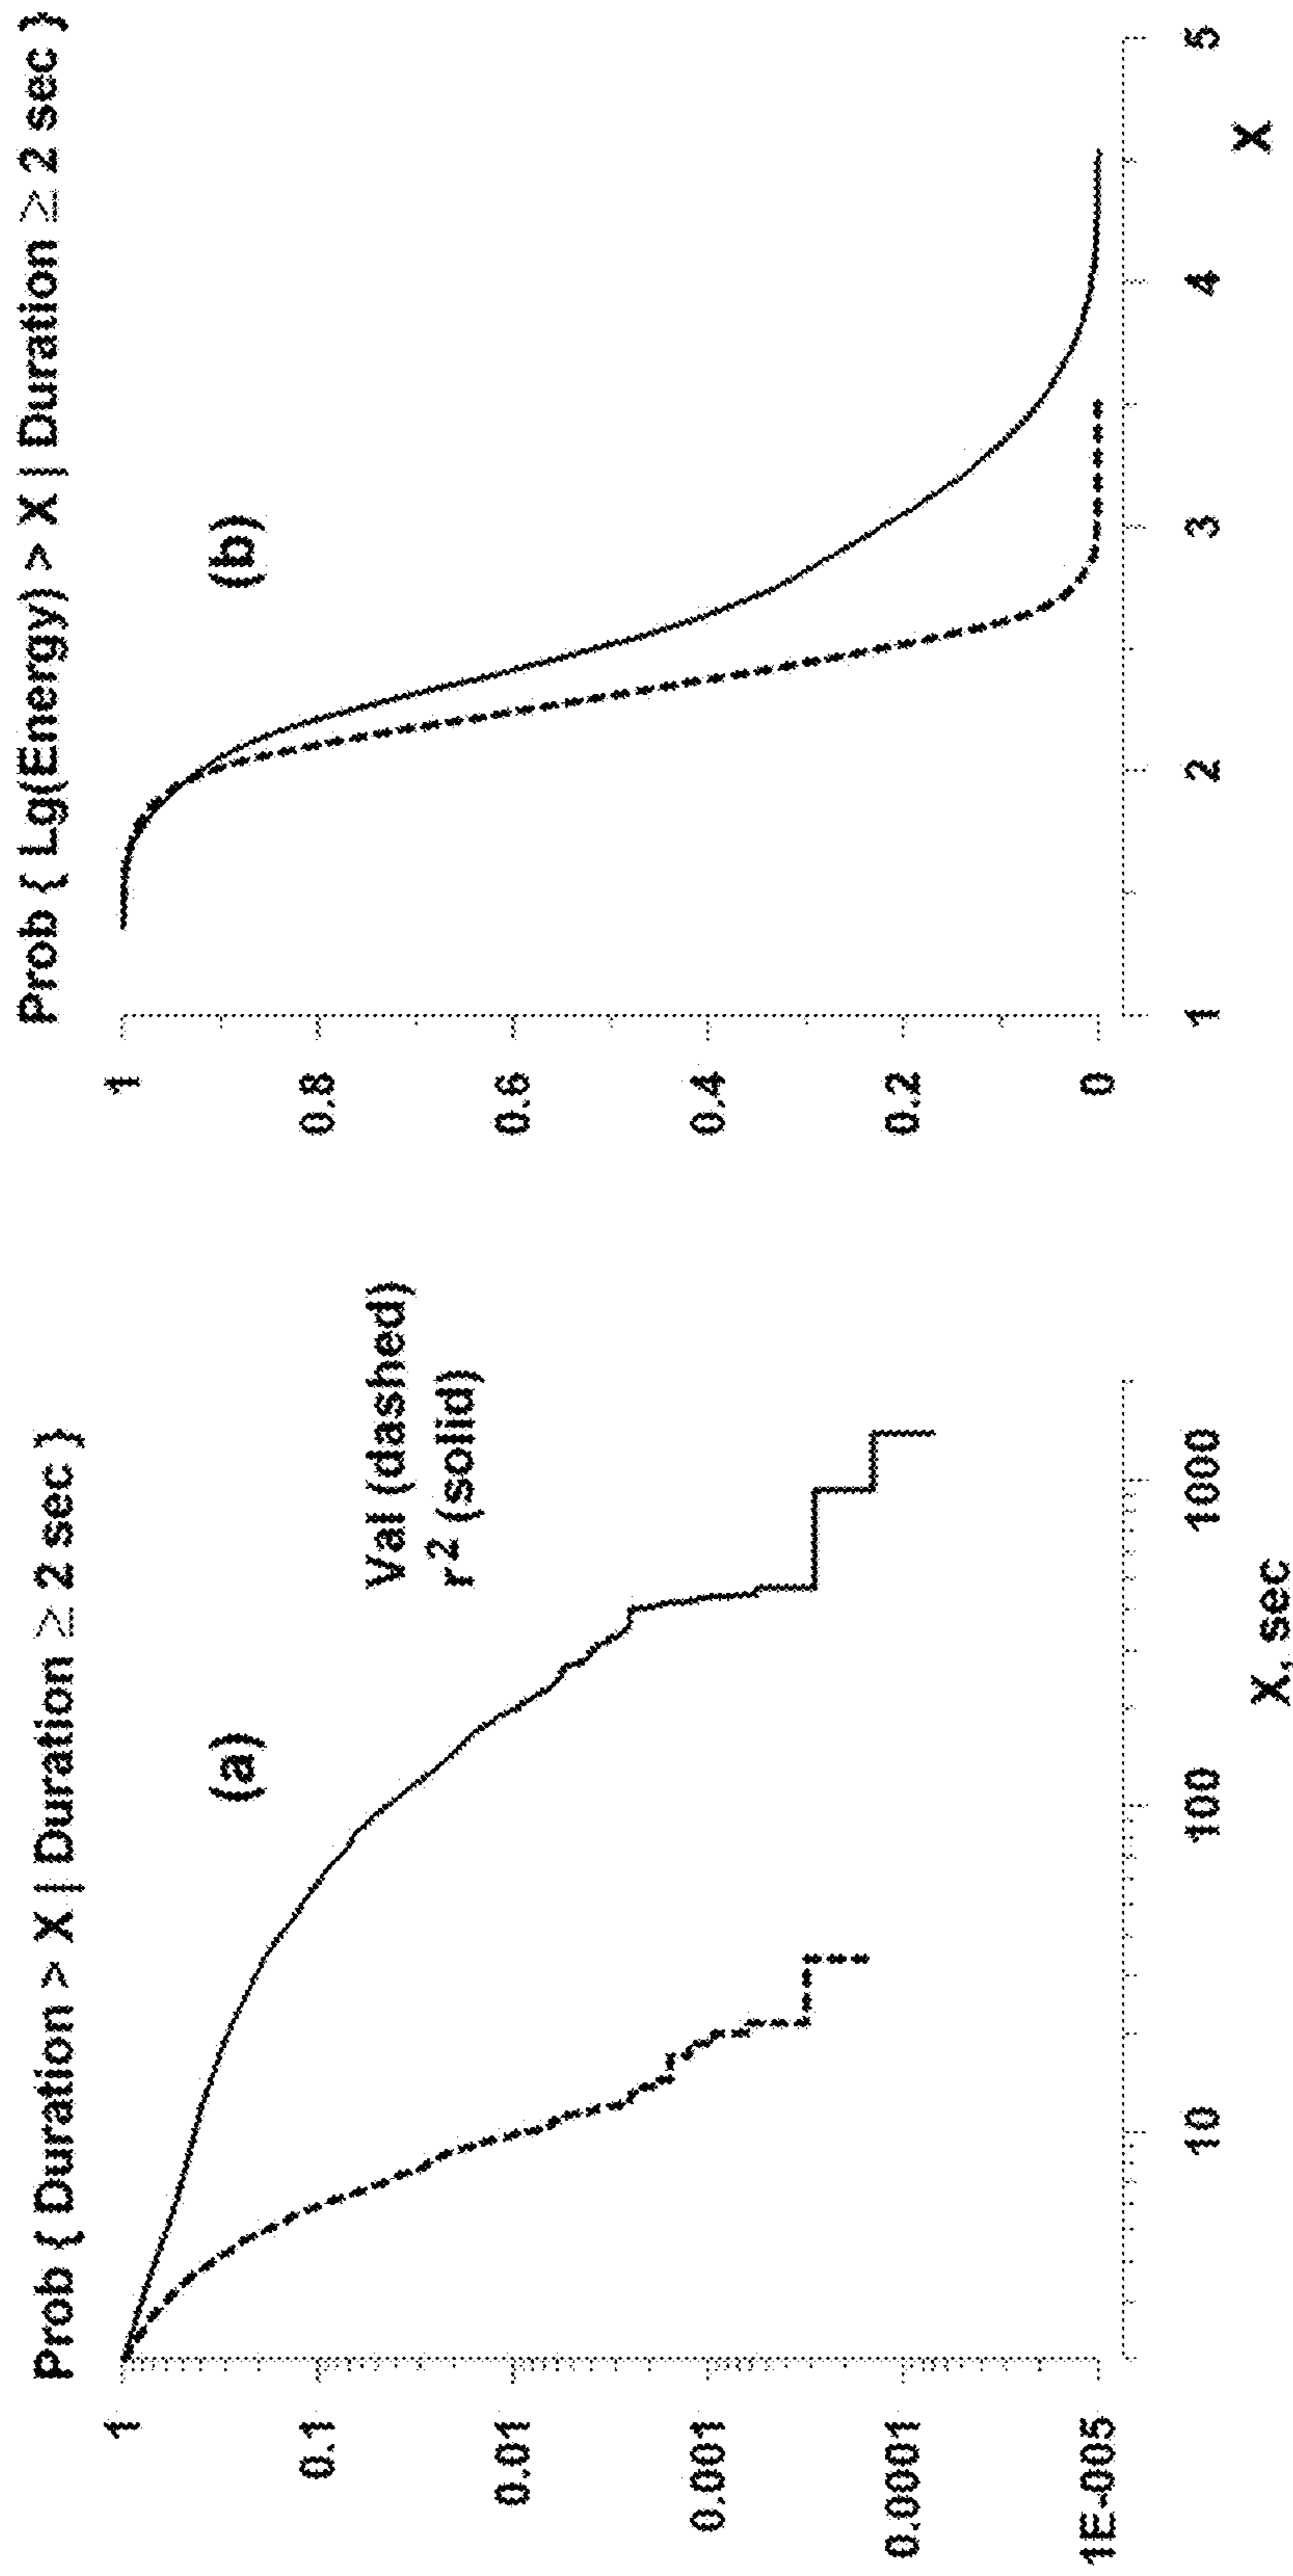 Prob { Duration > X | Duration ≥ 2 sec }
(a)
Val (dashed)
r² (solid)
1
0.1
0.01
0.001
0.0001
1E-005
10
100
1000
X, sec
Prob { Lg(Energy) > X | Duration ≥ 2 sec }
(b)
1
0.8
0.6
0.4
0.2
0
1
2
3
4
5
X